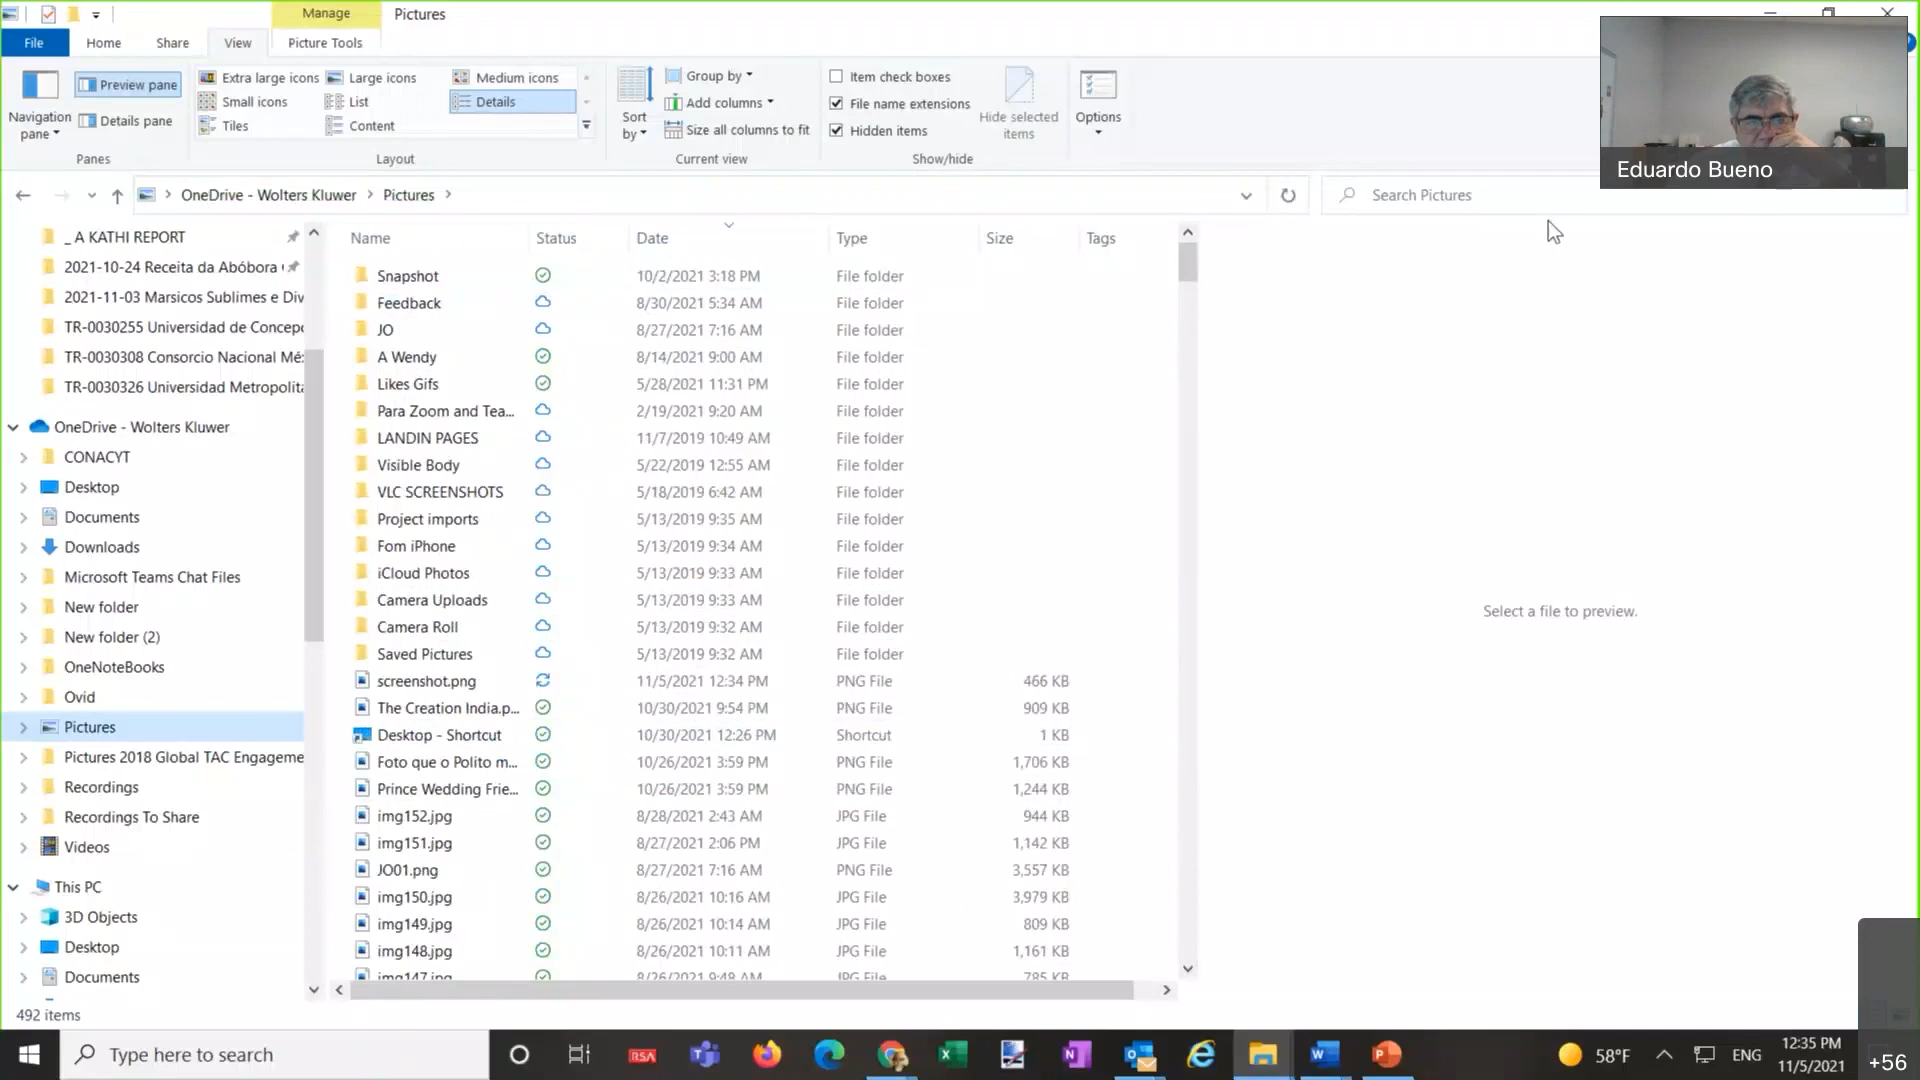 Manage
Pictures
File
Home
Share
View
Picture Tools
Navigation
pane
Preview pane
Details pane
Panes
Extra large icons
Large icons
Medium icons
Small icons
List
Details
Tiles
Content
Layout
Sort
by
Group by
Add columns
Size all columns to fit
Current view
Item check boxes
File name extensions
Hidden items
Hide selected
items
Show/hide
Options
Eduardo Bueno
OneDrive - Wolters Kluwer
Pictures
Search Pictures
_ A KATHI REPORT
2021-10-24 Receita da Abóbora
2021-11-03 Marsicos Sublimes e Div
TR-0030255 Universidad de Concepc
TR-0030308 Consorcio Nacional Mé
TR-0030326 Universidad Metropolita
OneDrive - Wolters Kluwer
CONACYT
Desktop
Documents
Downloads
Microsoft Teams Chat Files
New folder
New folder (2)
OneNoteBooks
Ovid
Pictures
Pictures 2018 Global TAC Engageme
Recordings
Recordings To Share
Videos
This PC
3D Objects
Desktop
Documents
492 items
Name Status Date Type Size Tags
Snapshot 10/2/2021 3:18 PM File folder
Feedback 8/30/2021 5:34 AM File folder
JO 8/27/2021 7:16 AM File folder
A Wendy 8/14/2021 9:00 AM File folder
Likes Gifs 5/28/2021 11:31 PM File folder
Para Zoom and Tea... 2/19/2021 9:20 AM File folder
LANDIN PAGES 11/7/2019 10:49 AM File folder
Visible Body 5/22/2019 12:55 AM File folder
VLC SCREENSHOTS 5/18/2019 6:42 AM File folder
Project imports 5/13/2019 9:35 AM File folder
Fom iPhone 5/13/2019 9:34 AM File folder
iCloud Photos 5/13/2019 9:33 AM File folder
Camera Uploads 5/13/2019 9:33 AM File folder
Camera Roll 5/13/2019 9:32 AM File folder
Saved Pictures 5/13/2019 9:32 AM File folder
screenshot.png 11/5/2021 12:34 PM PNG File 466 KB
The Creation India.p... 10/30/2021 9:54 PM PNG File 909 KB
Desktop - Shortcut 10/30/2021 12:26 PM Shortcut 1 KB
Foto que o Polito m... 10/26/2021 3:59 PM PNG File 1,706 KB
Prince Wedding Frie... 10/26/2021 3:59 PM PNG File 1,244 KB
img152.jpg 8/28/2021 2:43 AM JPG File 944 KB
img151.jpg 8/27/2021 2:06 PM JPG File 1,142 KB
JO01.png 8/27/2021 7:16 AM PNG File 3,557 KB
img150.jpg 8/26/2021 10:16 AM JPG File 3,979 KB
img149.jpg 8/26/2021 10:14 AM JPG File 809 KB
img148.jpg 8/26/2021 10:11 AM JPG File 1,161 KB
img147.jpg 8/26/2021 9:48 AM JPG File 785 KB
Select a file to preview.
Type here to search
RSA
58°F
ENG
12:35 PM
11/5/2021
+56